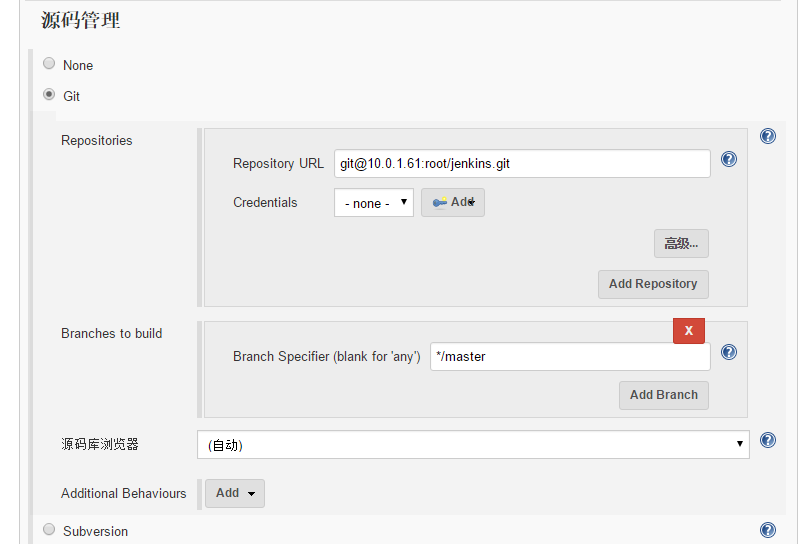 源码管理
None
Git
Repositories
Repository URL git@10.0.1.61:root/jenkins.git
Credentials - none - Add
高级...
Add Repository
Branches to build
X
Branch Specifier (blank for 'any') */master
Add Branch
源码库浏览器 (自动)
Additional Behaviours Add
Subversion